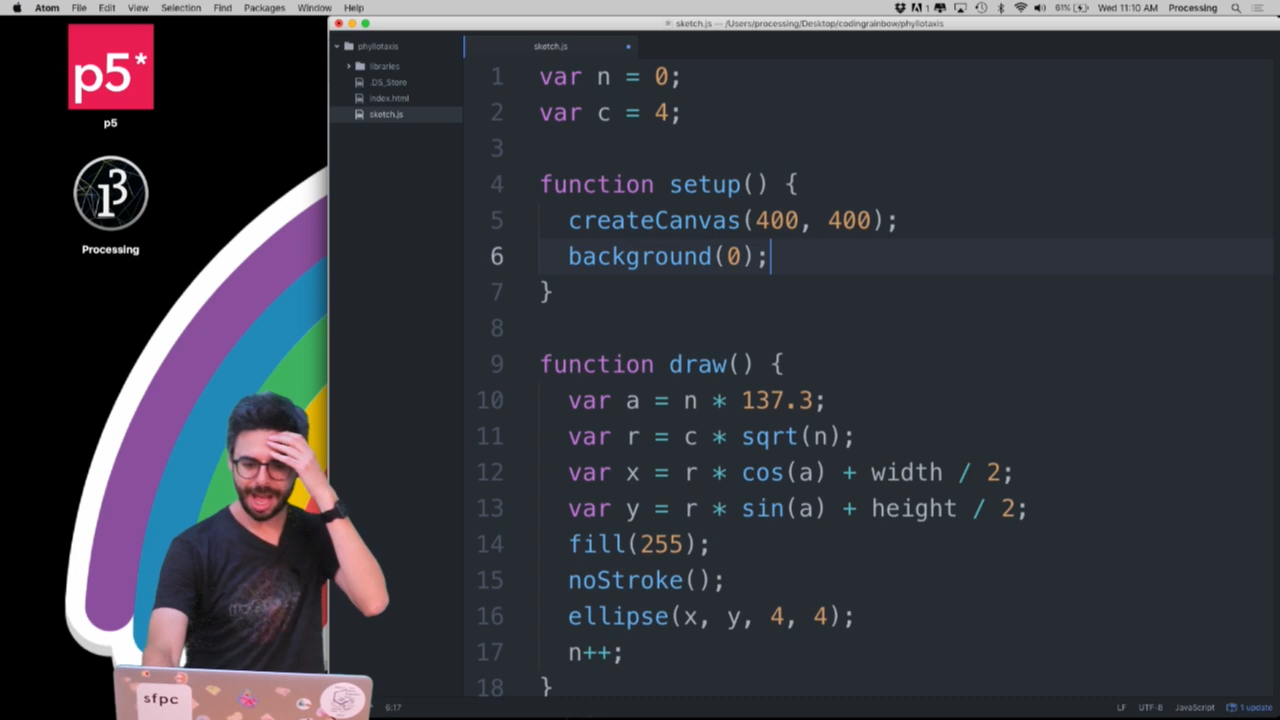 Atom File Edit View Selection Find Packages Window Help
1 61% Wed 11:10 AM Processing
sketch.js — /Users/processing/Desktop/codingrainbow/phyllotaxis
p5*
p5
Processing
phyllotaxis
libraries
.DS_Store
index.html
sketch.js
sketch.js
1 var n = 0;
2 var c = 4;
3
4 function setup() {
5 createCanvas(400, 400);
6 background(0);
7 }
8
9 function draw() {
10 var a = n * 137.3;
11 var r = c * sqrt(n);
12 var x = r * cos(a) + width / 2;
13 var y = r * sin(a) + height / 2;
14 fill(255);
15 noStroke();
16 ellipse(x, y, 4, 4);
17 n++;
18 }
sfpc
6:17 LF UTF-8 JavaScript 1 update